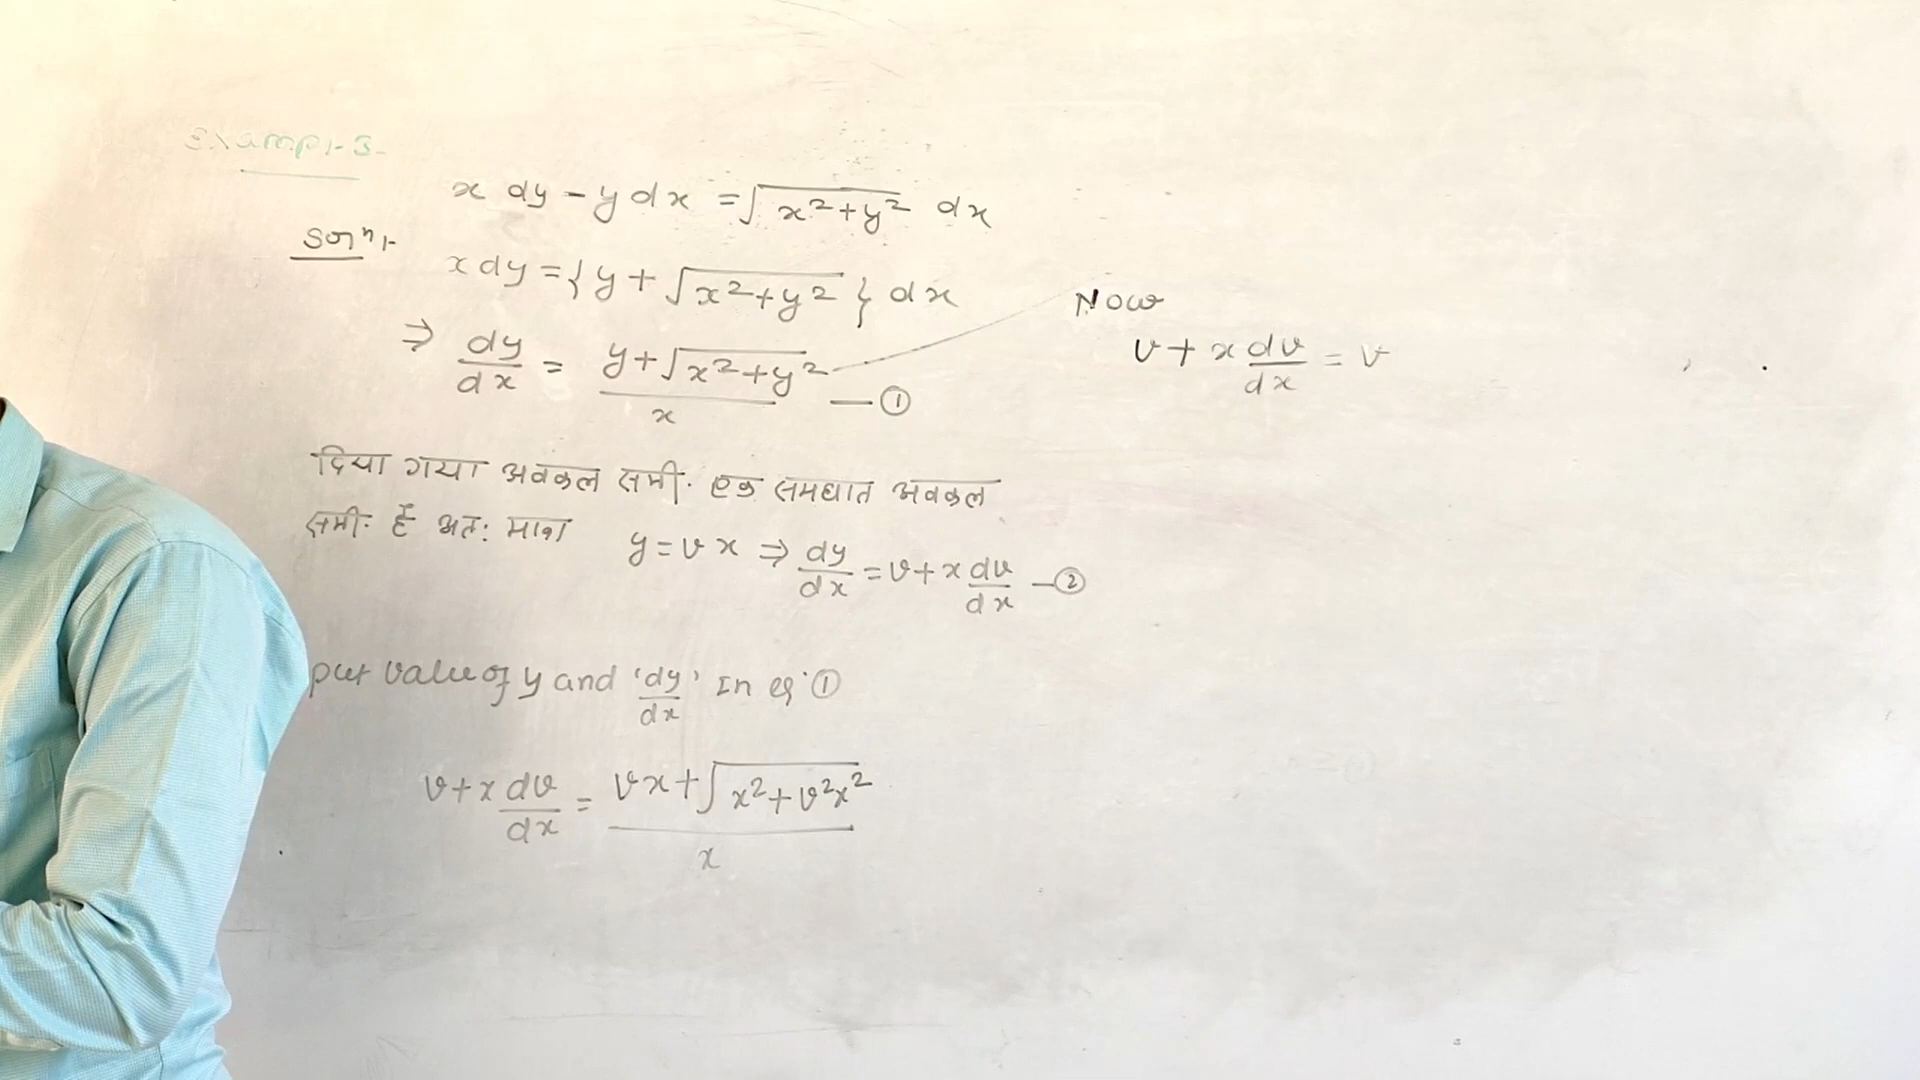 Exampl-3-
x dy - y dx = √x²+y² dx
Solⁿ:-
x dy = { y + √x²+y² } dx
⇒ dy/dx = y+√x²+y² / x — ①
दिया गया अवकल समी. एक समघात अवकल
समी. हैं अत: माना y = v x ⇒ dy/dx = v + x dv/dx — ②
put value of y and 'dy/dx' In eq. ①
v + x dv/dx = vx + √x²+v²x² / x
Now
v + x dv/dx = v